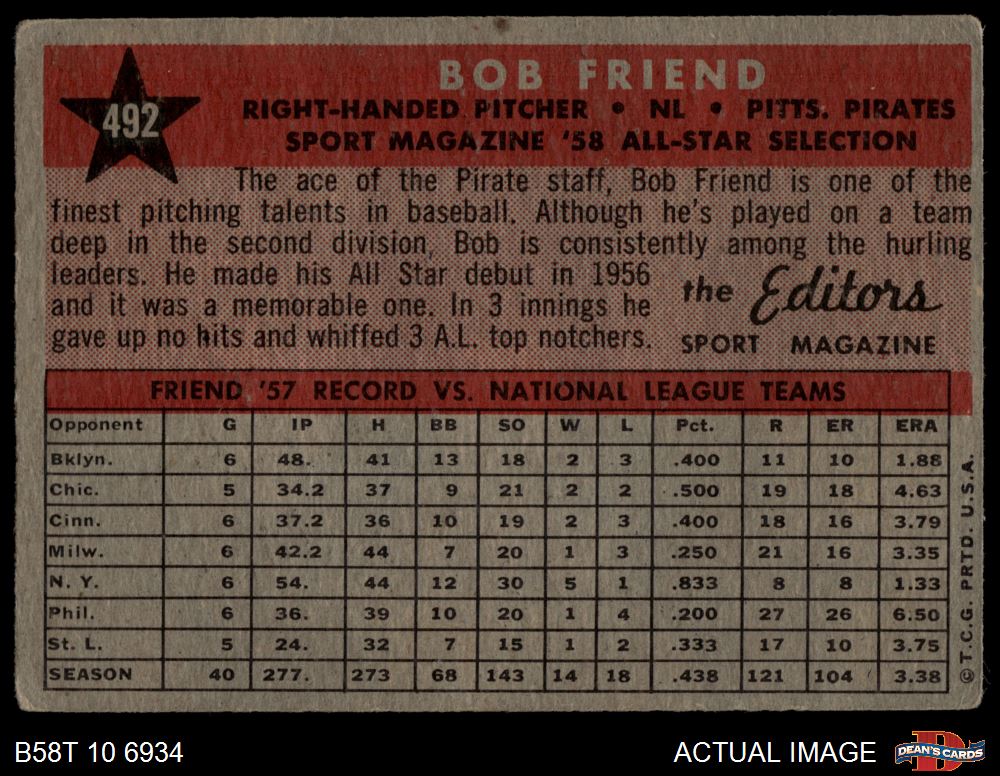 492
BOB FRIEND
RIGHT-HANDED PITCHER • NL • PITTS. PIRATES
SPORT MAGAZINE '58 ALL-STAR SELECTION
The ace of the Pirate staff, Bob Friend is one of the
finest pitching talents in baseball. Although he's played on a team
deep in the second division, Bob is consistently among the hurling
leaders. He made his All Star debut in 1956
and it was a memorable one. In 3 innings he
gave up no hits and whiffed 3 A.L. top notchers.
the Editors
SPORT MAGAZINE
FRIEND '57 RECORD VS. NATIONAL LEAGUE TEAMS
Opponent G IP H BB SO W L Pct. R ER ERA
Bklyn. 6 48. 41 13 18 2 3 .400 11 10 1.88
Chic. 5 34.2 37 9 21 2 2 .500 19 18 4.63
Cinn. 6 37.2 36 10 19 2 3 .400 18 16 3.79
Milw. 6 42.2 44 7 20 1 3 .250 21 16 3.35
N. Y. 6 54. 44 12 30 5 1 .833 8 8 1.33
Phil. 6 36. 39 10 20 1 4 .200 27 26 6.50
St. L. 5 24. 32 7 15 1 2 .333 17 10 3.75
SEASON 40 277. 273 68 143 14 18 .438 121 104 3.38
©T.C.G. PRTD. U.S.A.
B58T 10 6934
ACTUAL IMAGE
DEAN'S CARDS